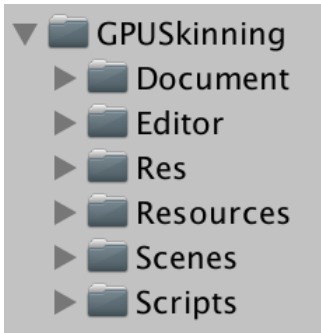 GPUSkinning
Document
Editor
Res
Resources
Scenes
Scripts